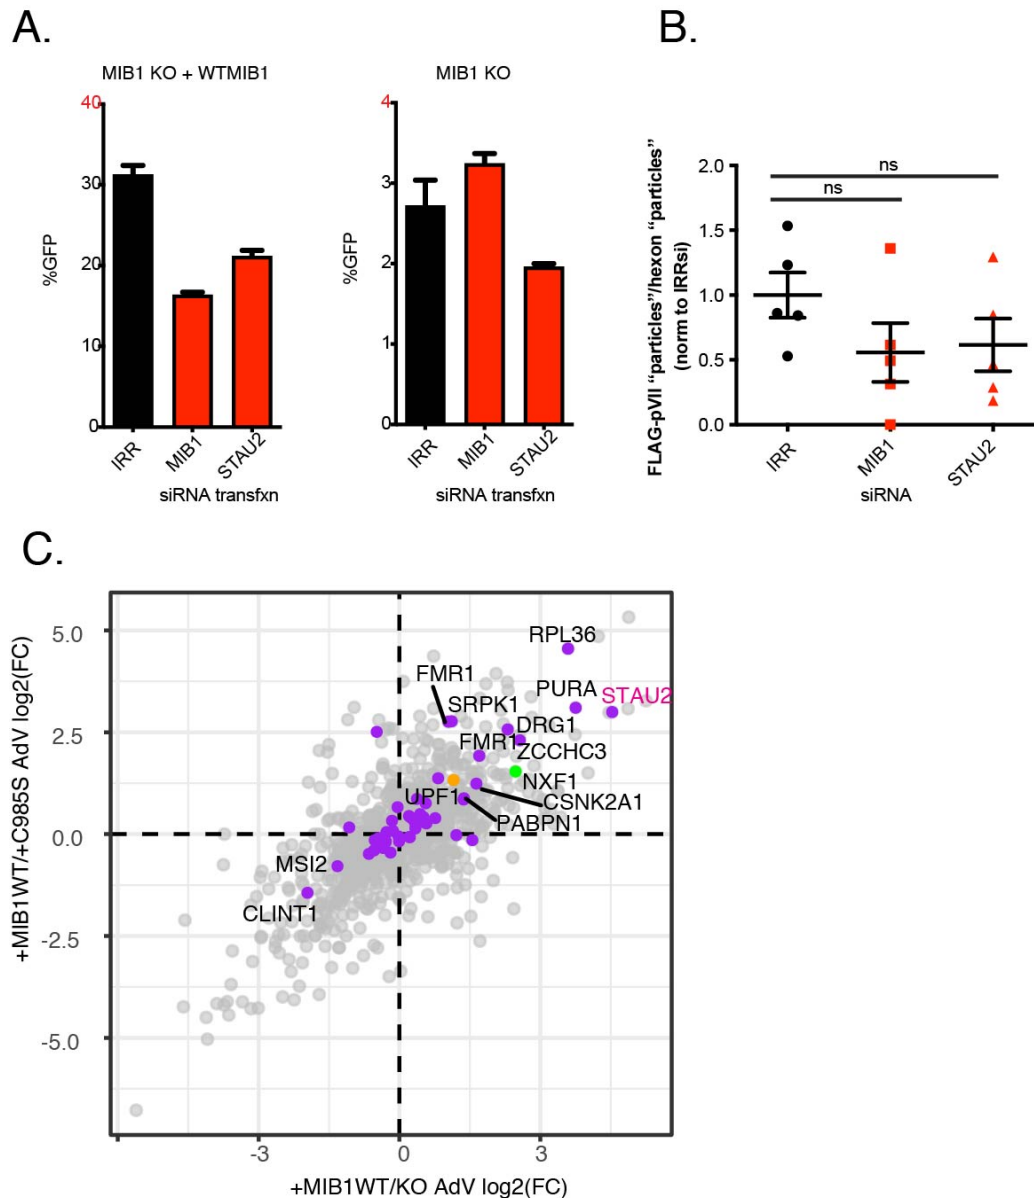 A.
MIB1 KO + WTMIB1
40
30
20
10
0
%GFP
IRR
MIB1
STAU2
siRNA transfxn
MIB1 KO
4
3
2
1
0
%GFP
IRR
MIB1
STAU2
siRNA transfxn
B.
FLAG-pVII “particles”/hexon “particles”
(norm to IRRsi)
2.0
1.5
1.0
0.5
0.0
ns
ns
IRR
MIB1
STAU2
siRNA
C.
+MIB1WT/+C985S AdV log2(FC)
5.0
2.5
0.0
-2.5
-5.0
RPL36
FMR1
PURA
STAU2
SRPK1
DRG1
FMR1
ZCCHC3
NXF1
UPF1
CSNK2A1
PABPN1
MSI2
CLINT1
-3
0
3
+MIB1WT/KO AdV log2(FC)